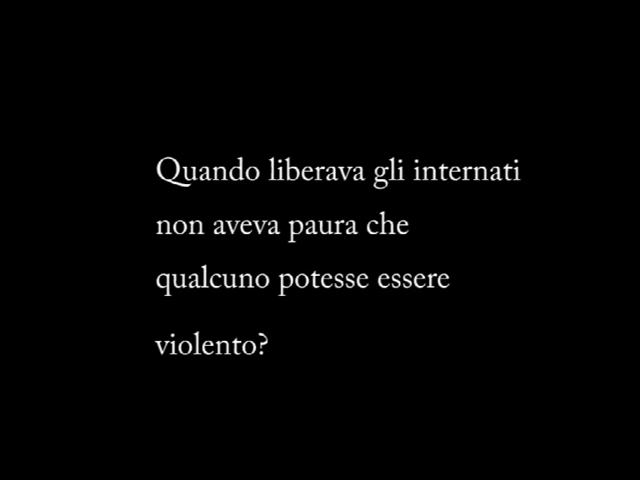 Quando liberava gli internati
non aveva paura che
qualcuno potesse essere
violento?